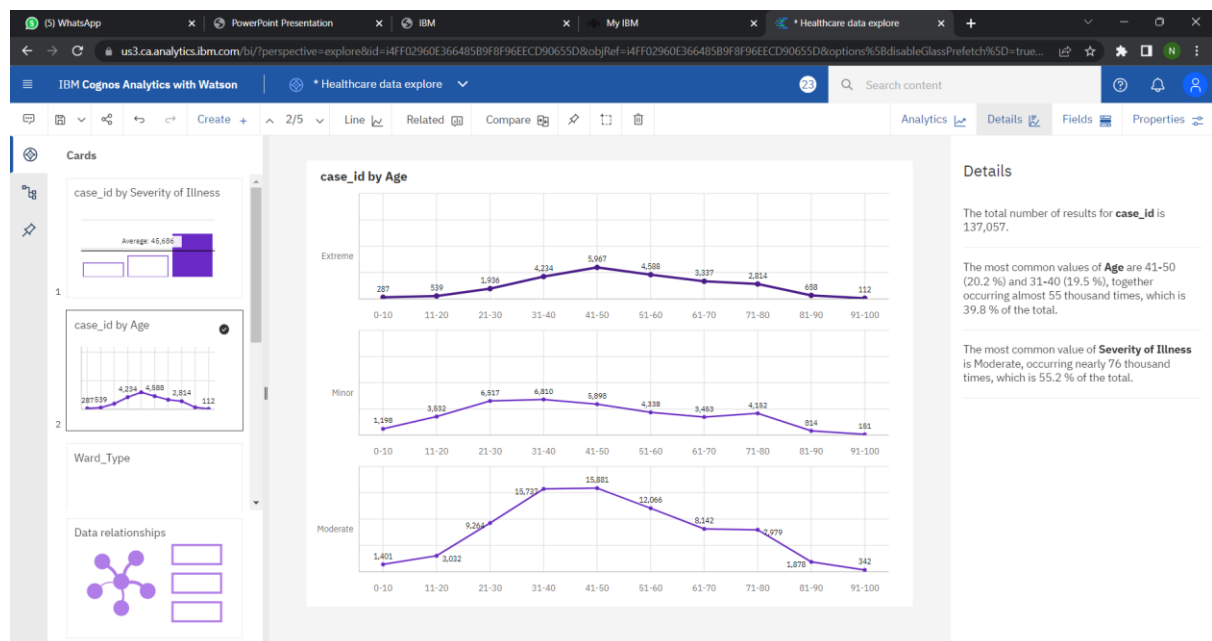 (5) WhatsApp
PowerPoint Presentation
IBM
My IBM
* Healthcare data explore
us3.ca.analytics.ibm.com/bi/?perspective=explore&id=i4FF02960E366485B9F8F96EECD90655D&objRef=i4FF02960E366485B9F8F96EECD90655D&options%5BdisableGlassPrefetch%5D=true...
N
IBM Cognos Analytics with Watson
* Healthcare data explore
23
Search content
Create +
2/5
Line
Related
Compare
Analytics
Details
Fields
Properties
Cards
case_id by Severity of Illness
Average: 45,686
1
case_id by Age
4,234 4,588 2,814
287539 112
2
Ward_Type
Data relationships
case_id by Age
Extreme
287 539 1,936 4,234 5,967 4,588 3,337 2,814 658 112
0-10 11-20 21-30 31-40 41-50 51-60 61-70 71-80 81-90 91-100
Minor
1,198 3,632 6,517 6,810 5,898 4,338 3,463 4,152 814 161
0-10 11-20 21-30 31-40 41-50 51-60 61-70 71-80 81-90 91-100
Moderate
1,401 3,032 9,264 15,737 15,881 12,066 8,142 7,979 1,878 342
0-10 11-20 21-30 31-40 41-50 51-60 61-70 71-80 81-90 91-100
Details
The total number of results for case_id is
137,057.
The most common values of Age are 41-50
(20.2 %) and 31-40 (19.5 %), together
occurring almost 55 thousand times, which is
39.8 % of the total.
The most common value of Severity of Illness
is Moderate, occurring nearly 76 thousand
times, which is 55.2 % of the total.